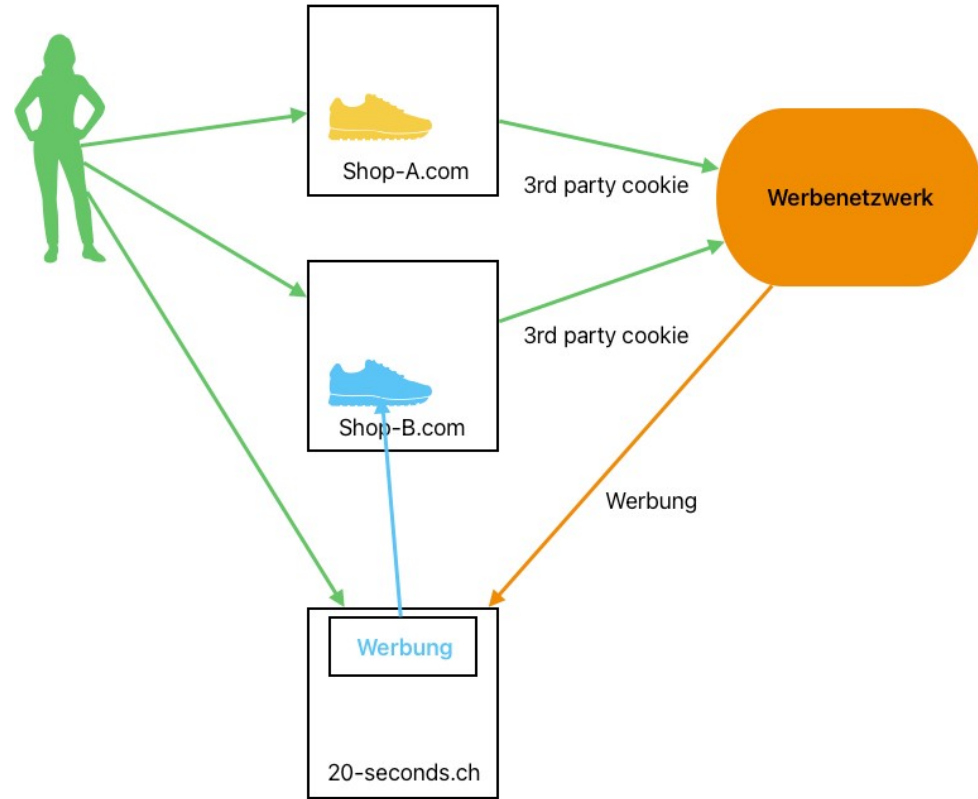 Shop-A.com
3rd party cookie
Werbenetzwerk
3rd party cookie
Shop-B.com
Werbung
Werbung
20-seconds.ch